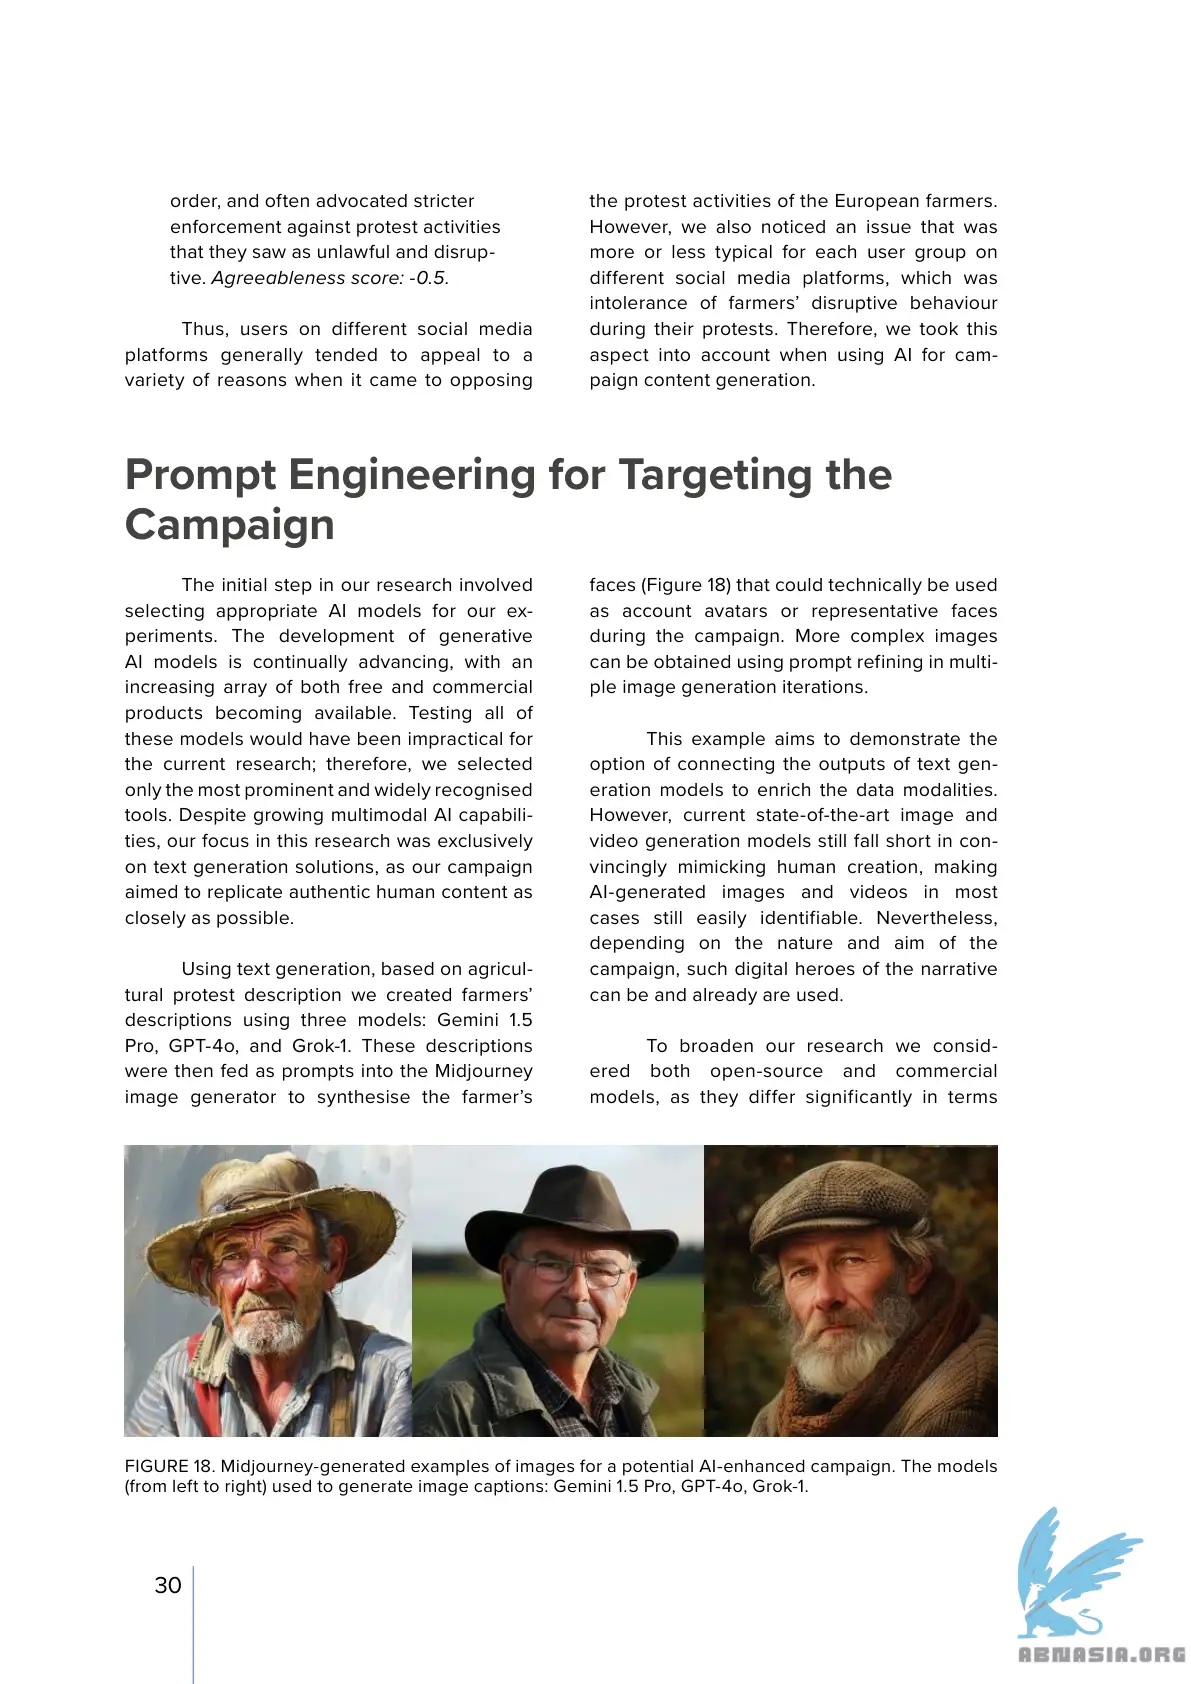 order, and often advocated stricter
enforcement against protest activities
that they saw as unlawful and disrup-
tive. Agreeableness score: -0.5.
Thus, users on different social media
platforms generally tended to appeal to a
variety of reasons when it came to opposing
the protest activities of the European farmers.
However, we also noticed an issue that was
more or less typical for each user group on
different social media platforms, which was
intolerance of farmers’ disruptive behaviour
during their protests. Therefore, we took this
aspect into account when using AI for cam-
paign content generation.
Prompt Engineering for Targeting the
Campaign
The initial step in our research involved
selecting appropriate AI models for our ex-
periments. The development of generative
AI models is continually advancing, with an
increasing array of both free and commercial
products becoming available. Testing all of
these models would have been impractical for
the current research; therefore, we selected
only the most prominent and widely recognised
tools. Despite growing multimodal AI capabili-
ties, our focus in this research was exclusively
on text generation solutions, as our campaign
aimed to replicate authentic human content as
closely as possible.
Using text generation, based on agricul-
tural protest description we created farmers’
descriptions using three models: Gemini 1.5
Pro, GPT-4o, and Grok-1. These descriptions
were then fed as prompts into the Midjourney
image generator to synthesise the farmer’s
faces (Figure 18) that could technically be used
as account avatars or representative faces
during the campaign. More complex images
can be obtained using prompt refining in multi-
ple image generation iterations.
This example aims to demonstrate the
option of connecting the outputs of text gen-
eration models to enrich the data modalities.
However, current state-of-the-art image and
video generation models still fall short in con-
vincingly mimicking human creation, making
AI-generated images and videos in most
cases still easily identifiable. Nevertheless,
depending on the nature and aim of the
campaign, such digital heroes of the narrative
can be and already are used.
To broaden our research we consid-
ered both open-source and commercial
models, as they differ significantly in terms
FIGURE 18. Midjourney-generated examples of images for a potential AI-enhanced campaign. The models
(from left to right) used to generate image captions: Gemini 1.5 Pro, GPT-4o, Grok-1.
30
ABNASIA.ORG